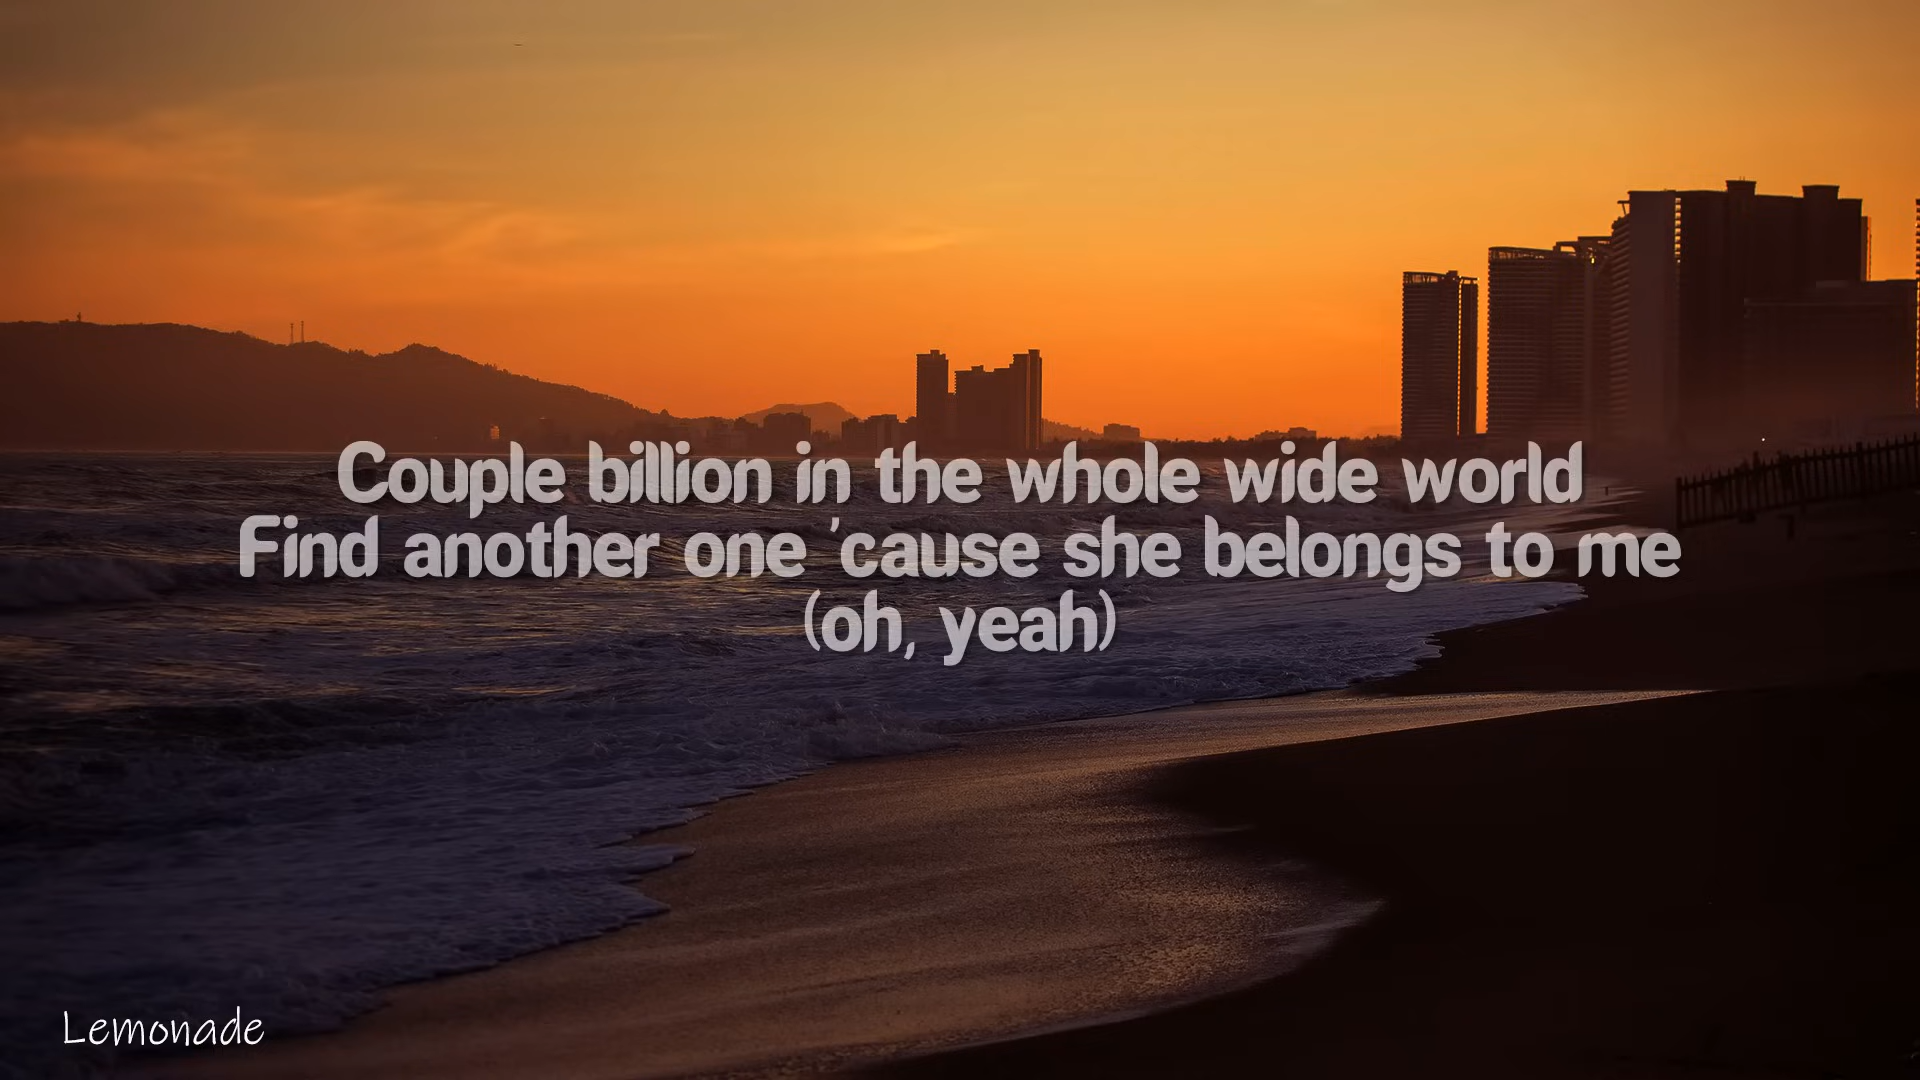 Couple billion in the whole wide world
Find another one 'cause she belongs to me
(oh, yeah)
Lemonade